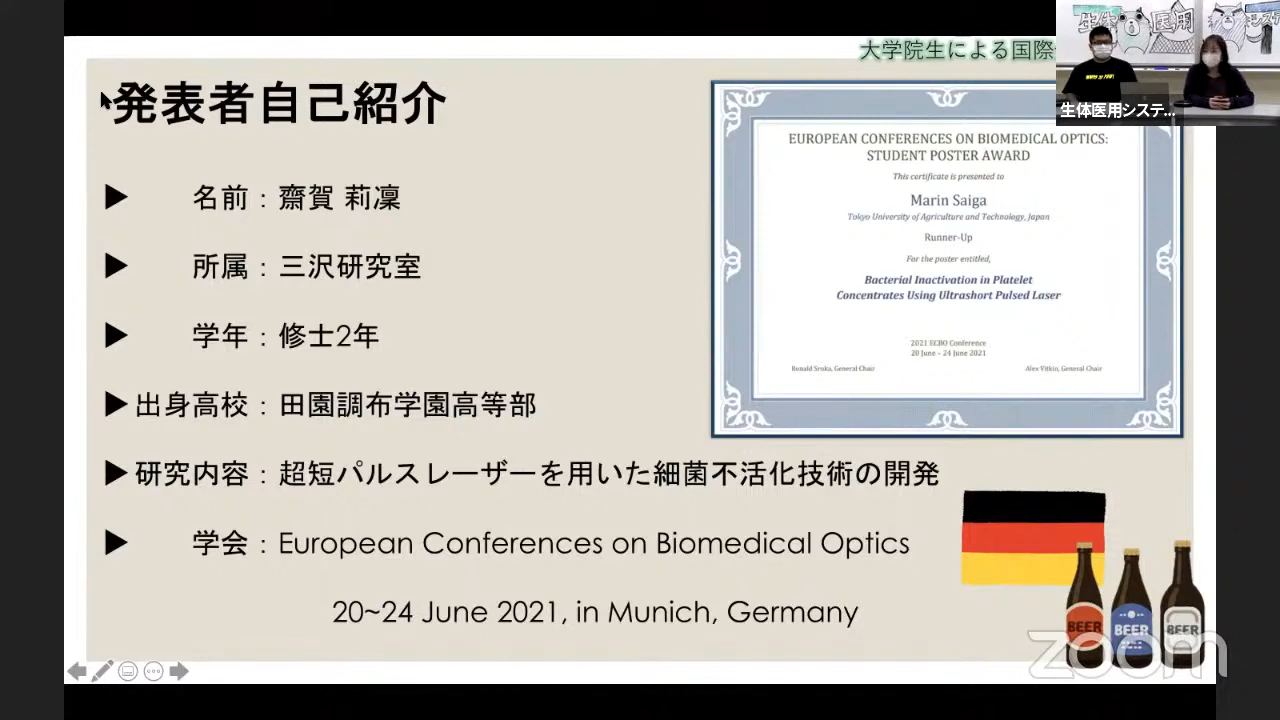 大学院生による国際
発表者自己紹介
▶ 名前：齋賀 莉凜
▶ 所属：三沢研究室
▶ 学年：修士2年
▶出身高校：田園調布学園高等部
▶研究内容：超短パルスレーザーを用いた細菌不活化技術の開発
▶ 学会：European Conferences on Biomedical Optics
20~24 June 2021, in Munich, Germany
EUROPEAN CONFERENCES ON BIOMEDICAL OPTICS:
STUDENT POSTER AWARD
This certificate is presented to
Marin Saiga
Tokyo University of Agriculture and Technology, Japan
Runner-Up
For the poster entitled,
Bacterial Inactivation in Platelet
Concentrates Using Ultrashort Pulsed Laser
2021 ECBO Conference
20 June – 24 June 2021
Ronald Sroka, General Chair
Alex Vitkin, General Chair
生体医用システ...
生体医用
BEER
BEER
BEER
zoom